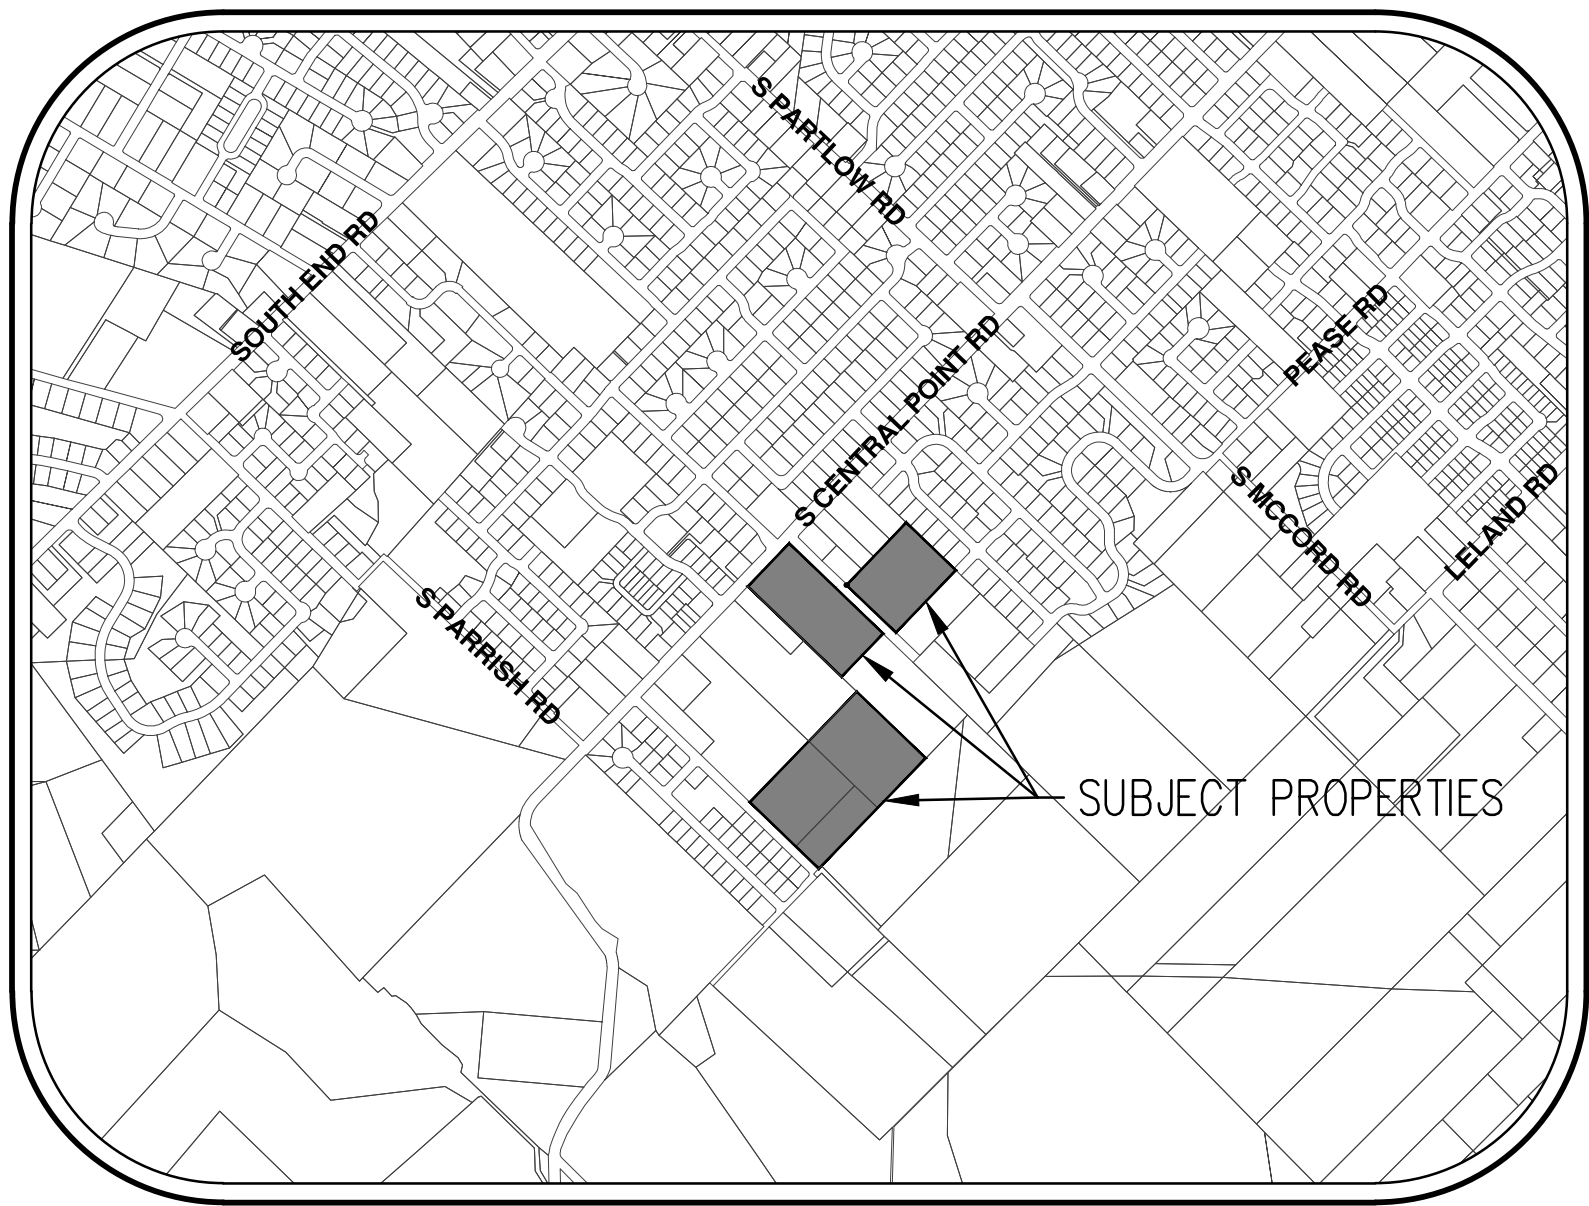 S PARTLOW RD
SOUTH END RD
S CENTRAL POINT RD
PEASE RD
S MCCORD RD
LELAND RD
S PARRISH RD
SUBJECT PROPERTIES